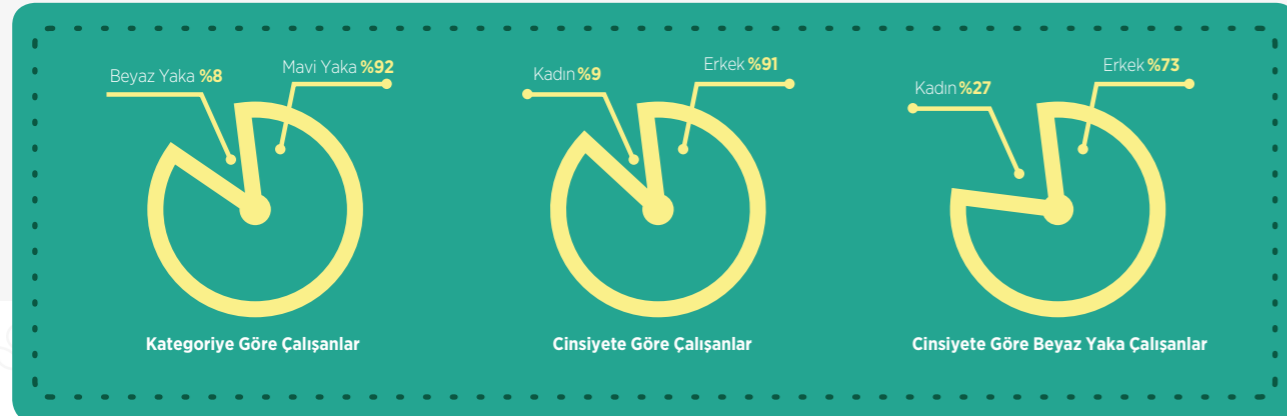 Beyaz Yaka %8
Mavi Yaka %92
Kategoriye Göre Çalışanlar
Kadın %9
Erkek %91
Cinsiyete Göre Çalışanlar
Kadın %27
Erkek %73
Cinsiyete Göre Beyaz Yaka Çalışanlar